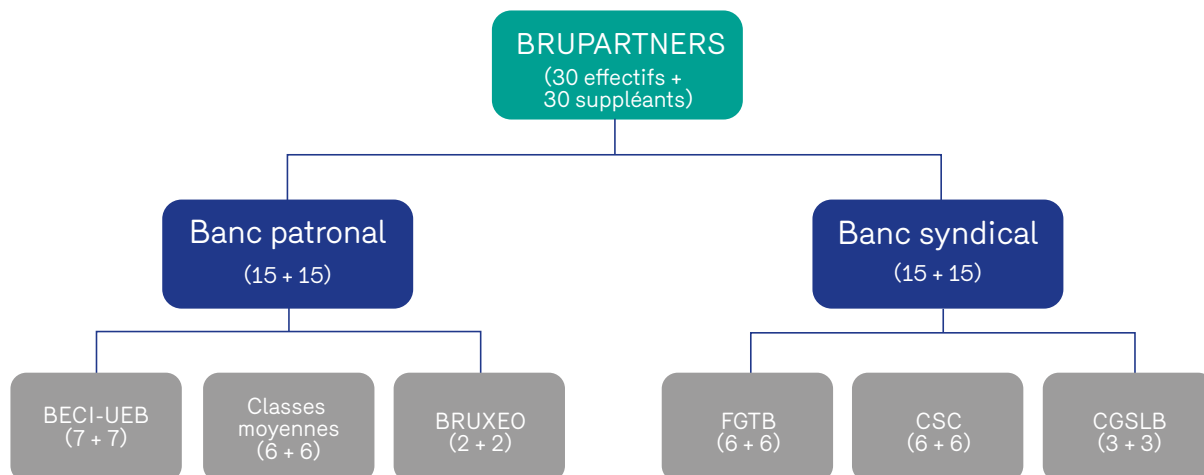 BRUPARTNERS
(30 effectifs +
30 suppléants)
Banc patronal
(15 + 15)
Banc syndical
(15 + 15)
BECI-UEB
(7 + 7)
Classes
moyennes
(6 + 6)
BRUXEO
(2 + 2)
FGTB
(6 + 6)
CSC
(6 + 6)
CGSLB
(3 + 3)